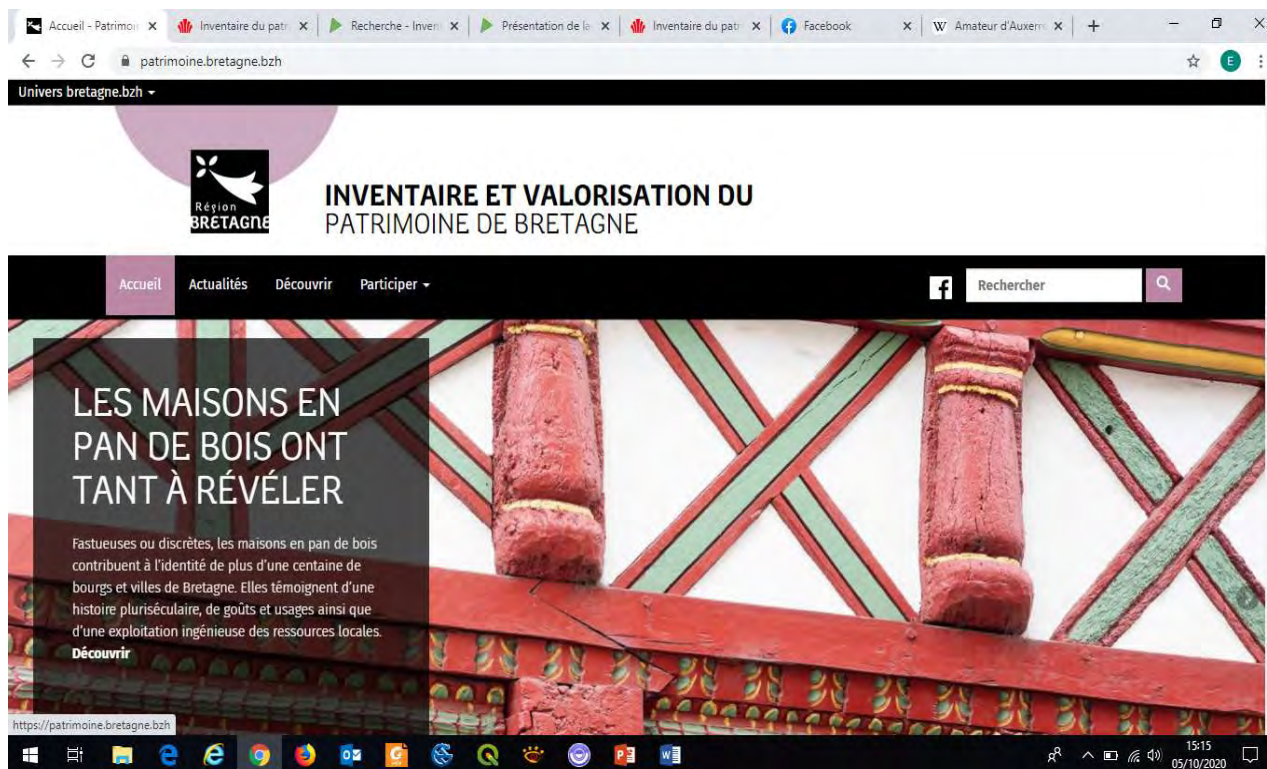 Accueil - Patrimoi
Inventaire du patr
Recherche - Inven
Présentation de la
Inventaire du patr
Facebook
W Amateur d'Auxerre
patrimoine.bretagne.bzh
E
Univers bretagne.bzh
Région
BRETAGNE
INVENTAIRE ET VALORISATION DU
PATRIMOINE DE BRETAGNE
Accueil Actualités Découvrir Participer
f
Rechercher
LES MAISONS EN
PAN DE BOIS ONT
TANT À RÉVÉLER
Fastueuses ou discrètes, les maisons en pan de bois
contribuent à l'identité de plus d'une centaine de
bourgs et villes de Bretagne. Elles témoignent d'une
histoire pluriséculaire, de goûts et usages ainsi que
d'une exploitation ingénieuse des ressources locales.
Découvrir
https://patrimoine.bretagne.bzh
15:15
05/10/2020